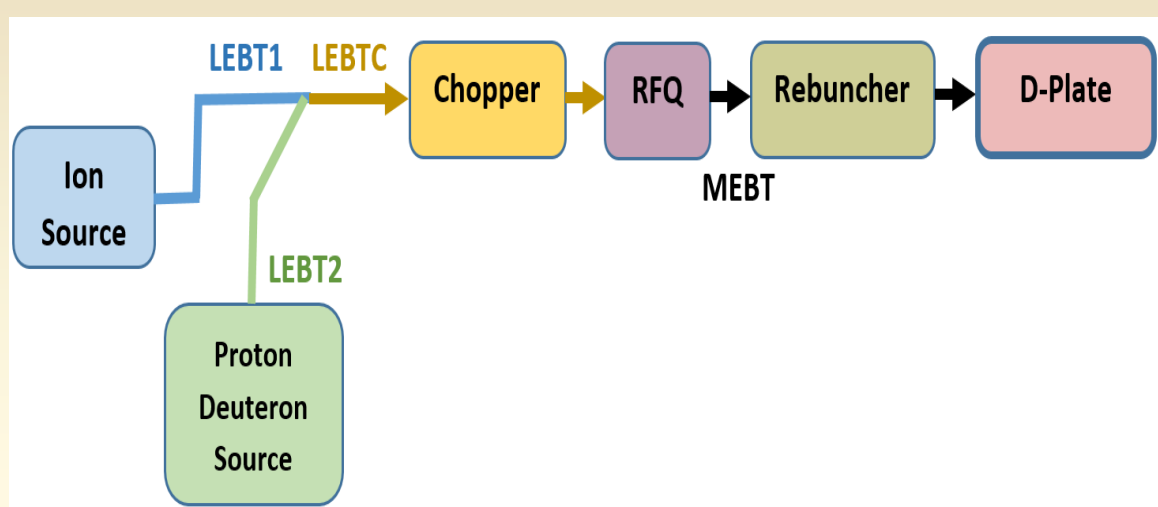 LEBT1 LEBTC
Chopper
RFQ
Rebuncher
D-Plate
Ion
Source
MEBT
LEBT2
Proton
Deuteron
Source